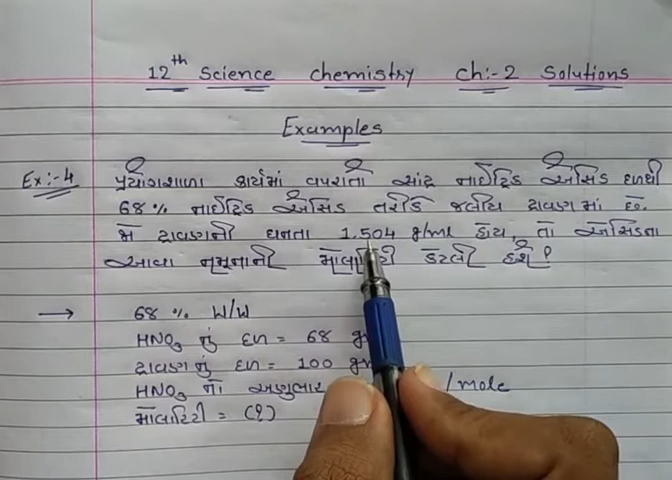 12th Science Chemistry Ch:-2 Solutions
Examples
Ex:-4 પ્રયોગશાળા કાર્યમાં વપરાતો સાંદ્ર નાઈટ્રિક એસિડ દળથી
68% નાઈટ્રિક એસિડ તરીકે જલીય દ્રાવણમાં છે.
જો દ્રાવણની ઘનતા 1.504 g/ml હોય, તો એસિડના
આવા નમૂનાની મોલારિટી કેટલી હશે?
→ 68 % W/W
HNO3 નું દળ = 68
દ્રાવણનું દળ = 100
HNO3 નો અણુભાર /mole
મોલારિટી = (?)